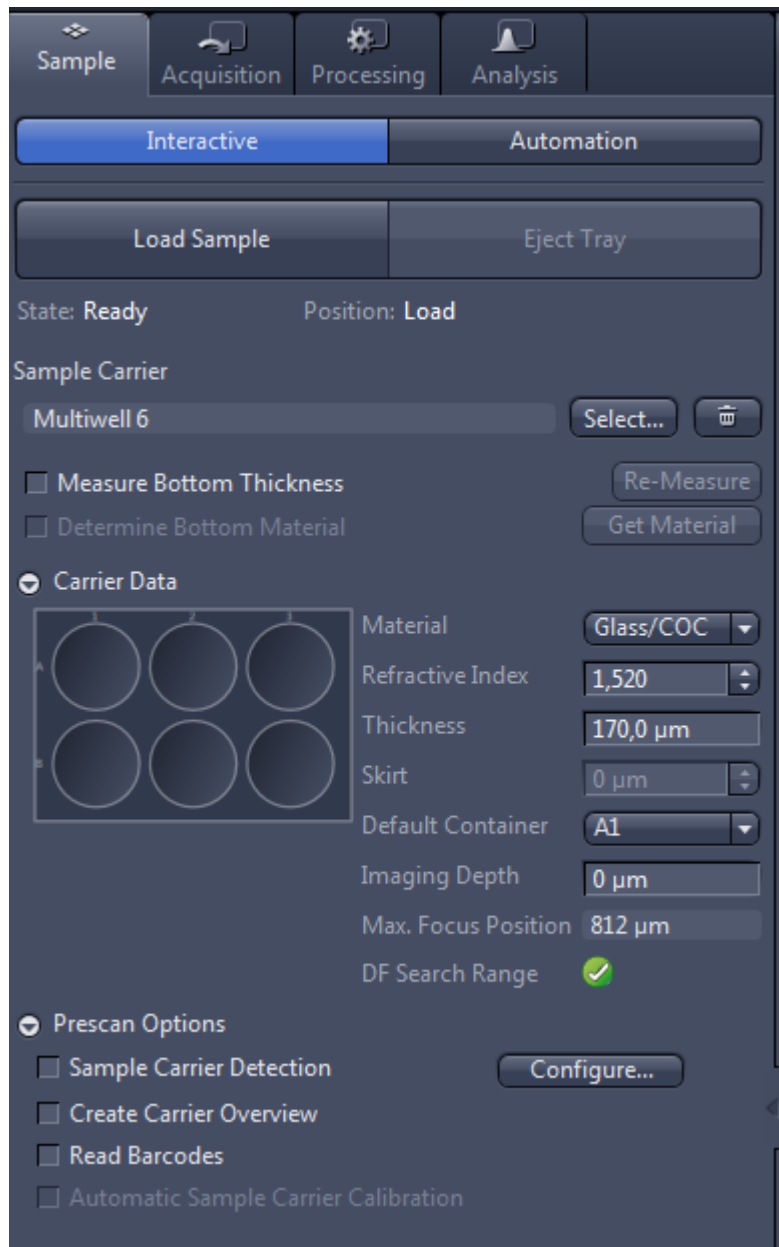 Sample Acquisition Processing Analysis
Interactive Automation
Load Sample Eject Tray
State: Ready Position: Load
Sample Carrier
Multiwell 6 Select...
Measure Bottom Thickness Re-Measure
Determine Bottom Material Get Material
Carrier Data
1 2 3
A
B
Material Glass/COC
Refractive Index 1,520
Thickness 170,0 µm
Skirt 0 µm
Default Container A1
Imaging Depth 0 µm
Max. Focus Position 812 µm
DF Search Range
Prescan Options
Sample Carrier Detection Configure...
Create Carrier Overview
Read Barcodes
Automatic Sample Carrier Calibration